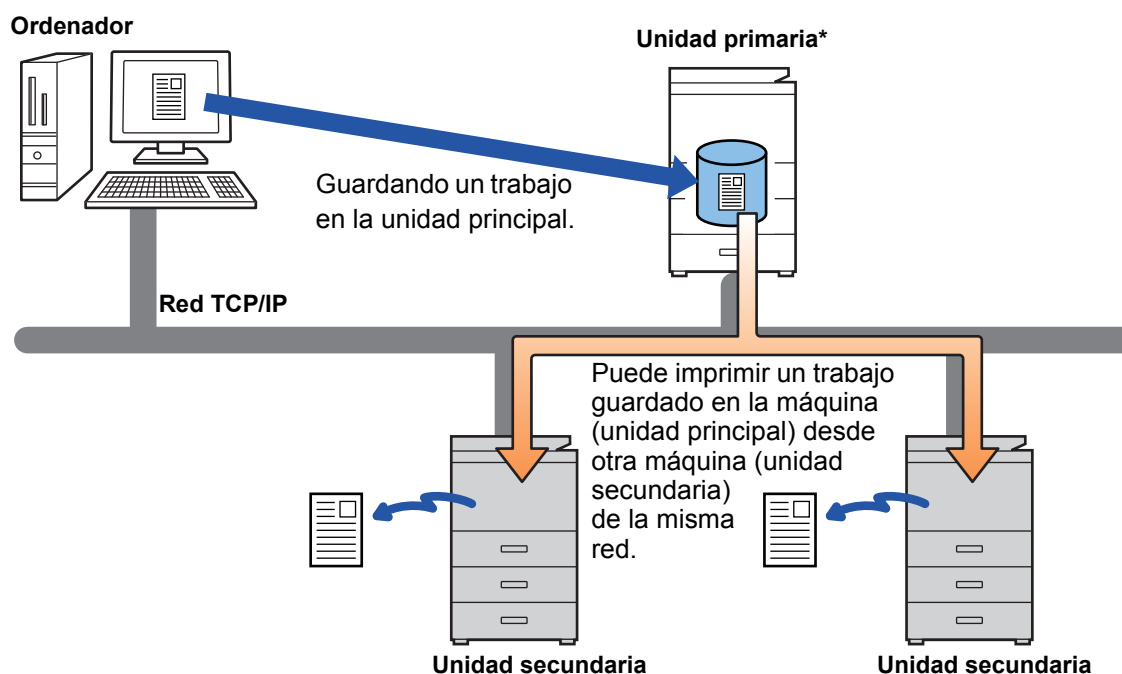 Ordenador
Unidad primaria*
Guardando un trabajo
en la unidad principal.
Red TCP/IP
Puede imprimir un trabajo
guardado en la máquina
(unidad principal) desde
otra máquina (unidad
secundaria)
de la misma
red.
Unidad secundaria
Unidad secundaria